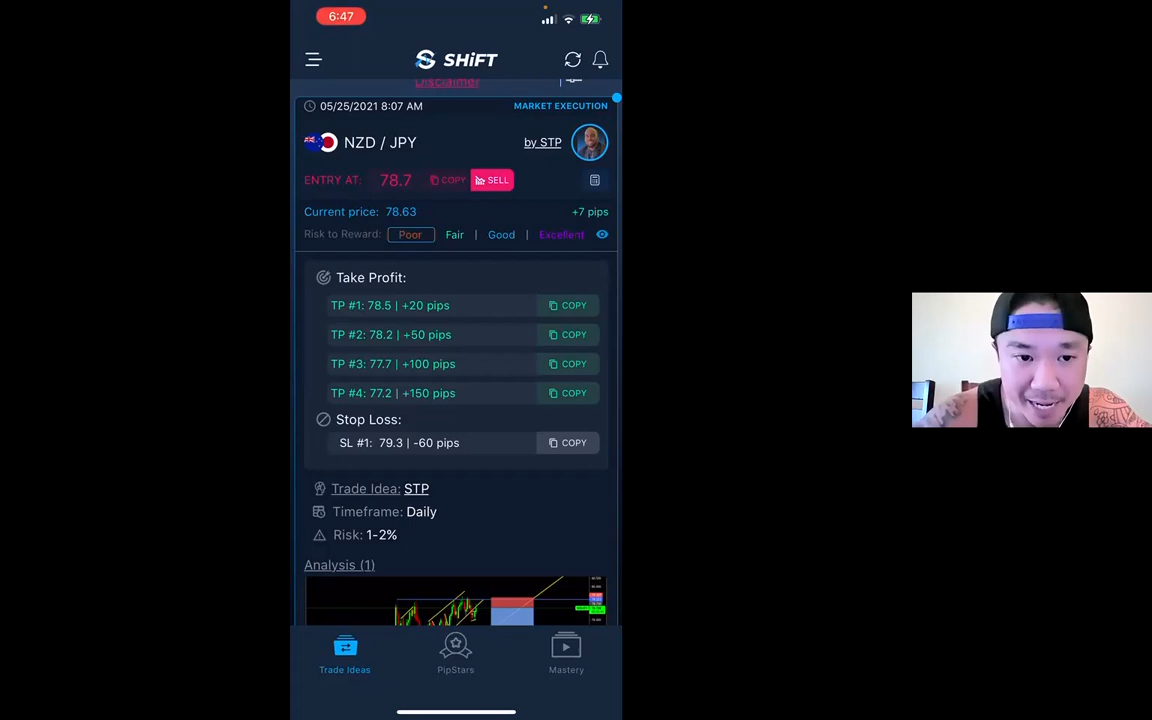 6:47
SHiFT
Disclaimer
05/25/2021 8:07 AM MARKET EXECUTION
NZD / JPY by STP
ENTRY AT: 78.7 COPY SELL
Current price: 78.63 +7 pips
Risk to Reward: Poor Fair | Good | Excellent
Take Profit:
TP #1: 78.5 | +20 pips COPY
TP #2: 78.2 | +50 pips COPY
TP #3: 77.7 | +100 pips COPY
TP #4: 77.2 | +150 pips COPY
Stop Loss:
SL #1: 79.3 | -60 pips COPY
Trade Idea: STP
Timeframe: Daily
Risk: 1-2%
Analysis (1)
Trade Ideas PipStars Mastery